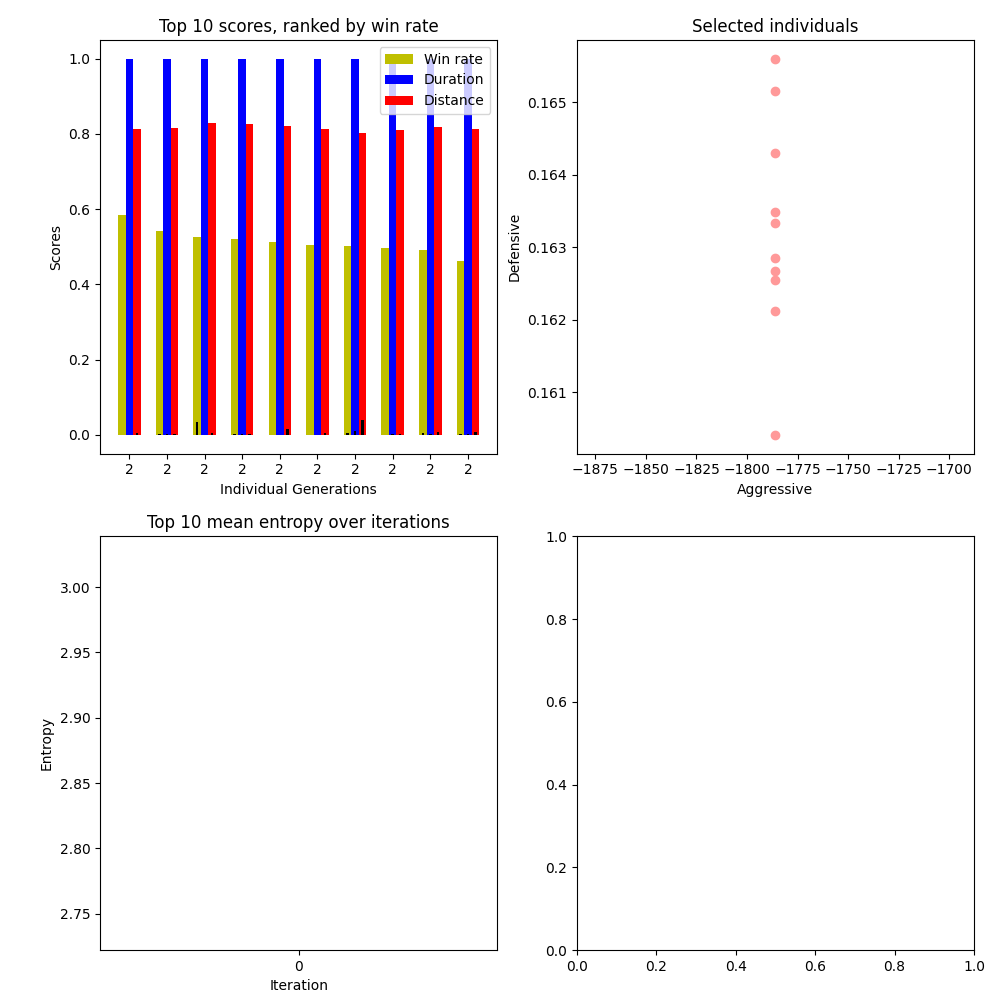 Top 10 scores, ranked by win rate
Win rate
Duration
Distance
1.0
0.8
0.6
0.4
0.2
0.0
Scores
2 2 2 2 2 2 2 2 2 2
Individual Generations
Selected individuals
0.165
0.164
0.163
0.162
0.161
Defensive
−1875 −1850 −1825 −1800 −1775 −1750 −1725 −1700
Aggressive
Top 10 mean entropy over iterations
3.00
2.95
2.90
2.85
2.80
2.75
Entropy
0
Iteration
1.0
0.8
0.6
0.4
0.2
0.0
0.0 0.2 0.4 0.6 0.8 1.0